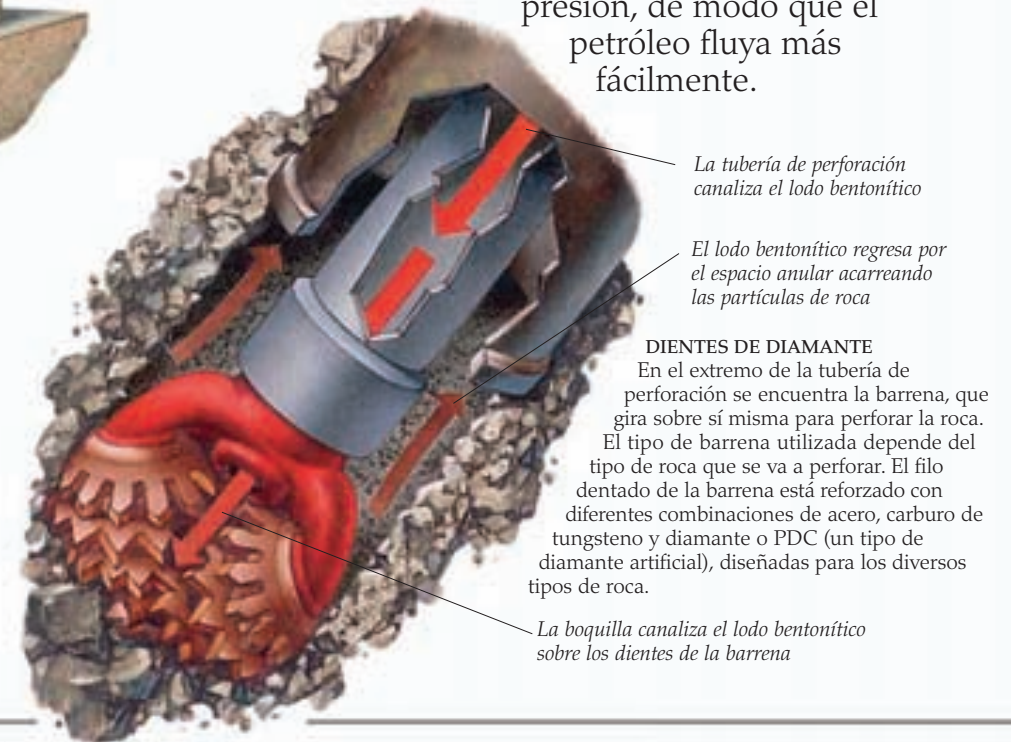 presión, de modo que el
petróleo fluya más
fácilmente.
La tubería de perforación
canaliza el lodo bentonítico
El lodo bentonítico regresa por
el espacio anular acarreando
las partículas de roca
DIENTES DE DIAMANTE
En el extremo de la tubería de
perforación se encuentra la barrena, que
gira sobre sí misma para perforar la roca.
El tipo de barrena utilizada depende del
tipo de roca que se va a perforar. El filo
dentado de la barrena está reforzado con
diferentes combinaciones de acero, carburo de
tungsteno y diamante o PDC (un tipo de
diamante artificial), diseñadas para los diversos
tipos de roca.
La boquilla canaliza el lodo bentonítico
sobre los dientes de la barrena